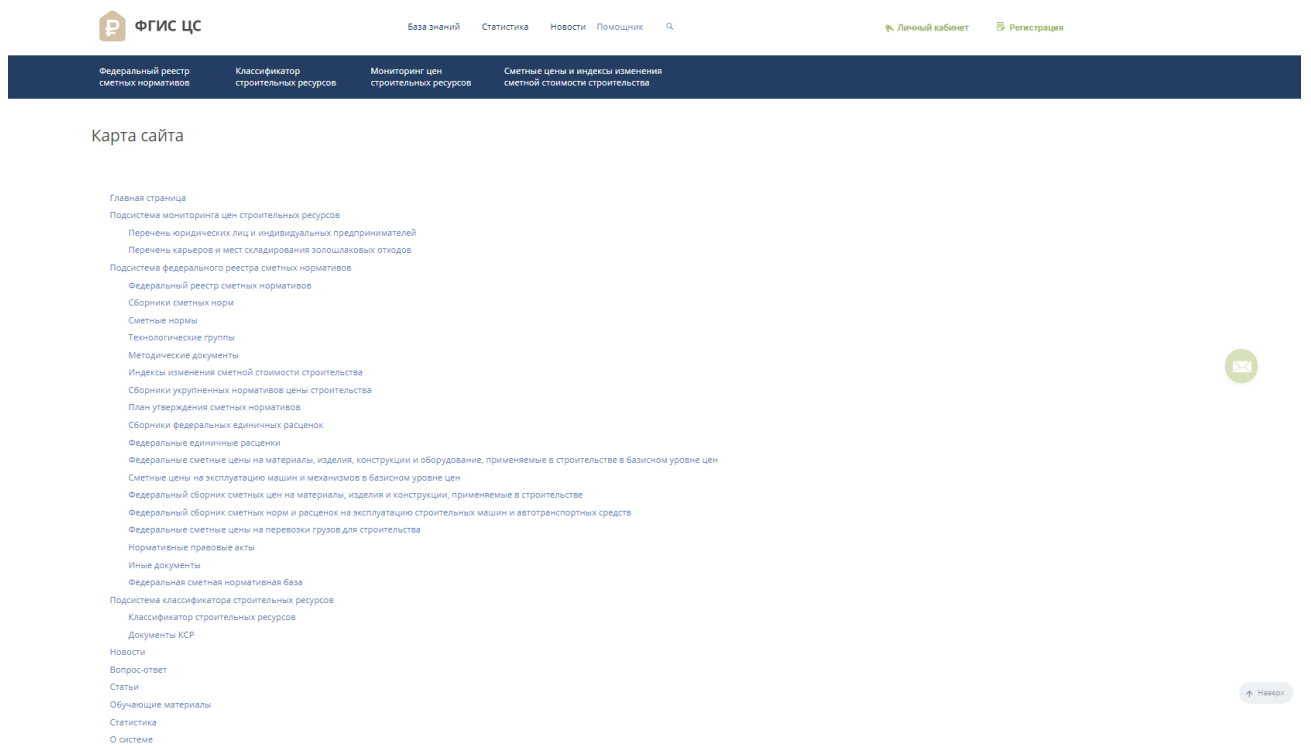 ФГИС ЦС
База знаний Статистика Новости Помощник
Личный кабинет Регистрация
Федеральный реестр
сметных нормативов
Классификатор
строительных ресурсов
Мониторинг цен
строительных ресурсов
Сметные цены и индексы изменения
сметной стоимости строительства
Карта сайта
Главная страница
Подсистема мониторинга цен строительных ресурсов
Перечень юридических лиц и индивидуальных предпринимателей
Перечень карьеров и мест складирования золошлаковых отходов
Подсистема федерального реестра сметных нормативов
Федеральный реестр сметных нормативов
Сборники сметных норм
Сметные нормы
Технологические группы
Методические документы
Индексы изменения сметной стоимости строительства
Сборники укрупненных нормативов цены строительства
План утверждения сметных нормативов
Сборники федеральных единичных расценок
Федеральные единичные расценки
Федеральные сметные цены на материалы, изделия, конструкции и оборудование, применяемые в строительстве в базисном уровне цен
Сметные цены на эксплуатацию машин и механизмов в базисном уровне цен
Федеральный сборник сметных цен на материалы, изделия и конструкции, применяемые в строительстве
Федеральный сборник сметных норм и расценок на эксплуатацию строительных машин и автотранспортных средств
Федеральные сметные цены на перевозки грузов для строительства
Нормативные правовые акты
Иные документы
Федеральная сметная нормативная база
Подсистема классификатора строительных ресурсов
Классификатор строительных ресурсов
Документы КСР
Новости
Вопрос-ответ
Статьи
Наверх
Обучающие материалы
Статистика
О системе